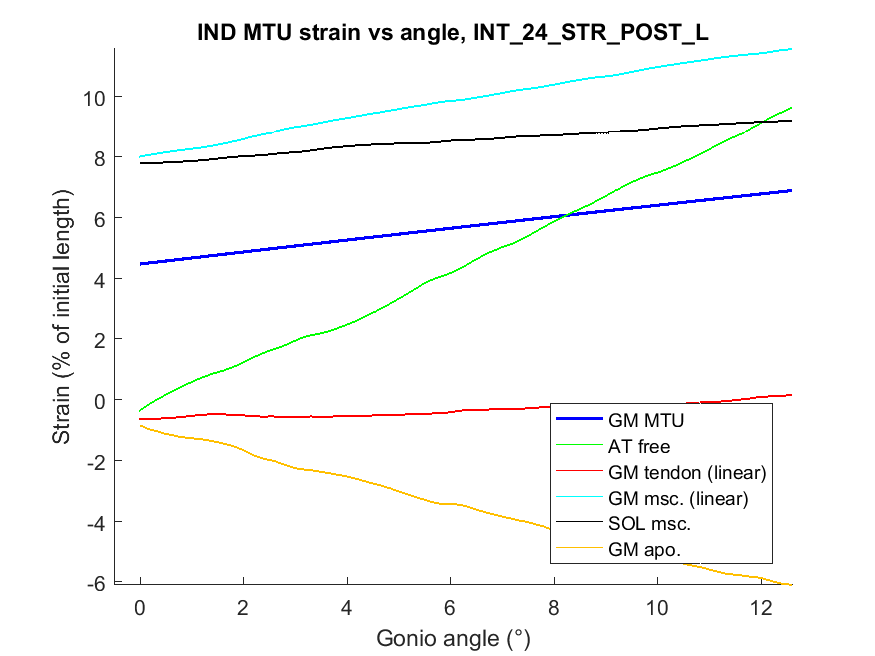 IND MTU strain vs angle, INT_24_STR_POST_L
Strain (% of initial length)
10
8
6
4
2
0
-2
-4
-6
0 2 4 6 8 10 12
Gonio angle (°)
GM MTU
AT free
GM tendon (linear)
GM msc. (linear)
SOL msc.
GM apo.